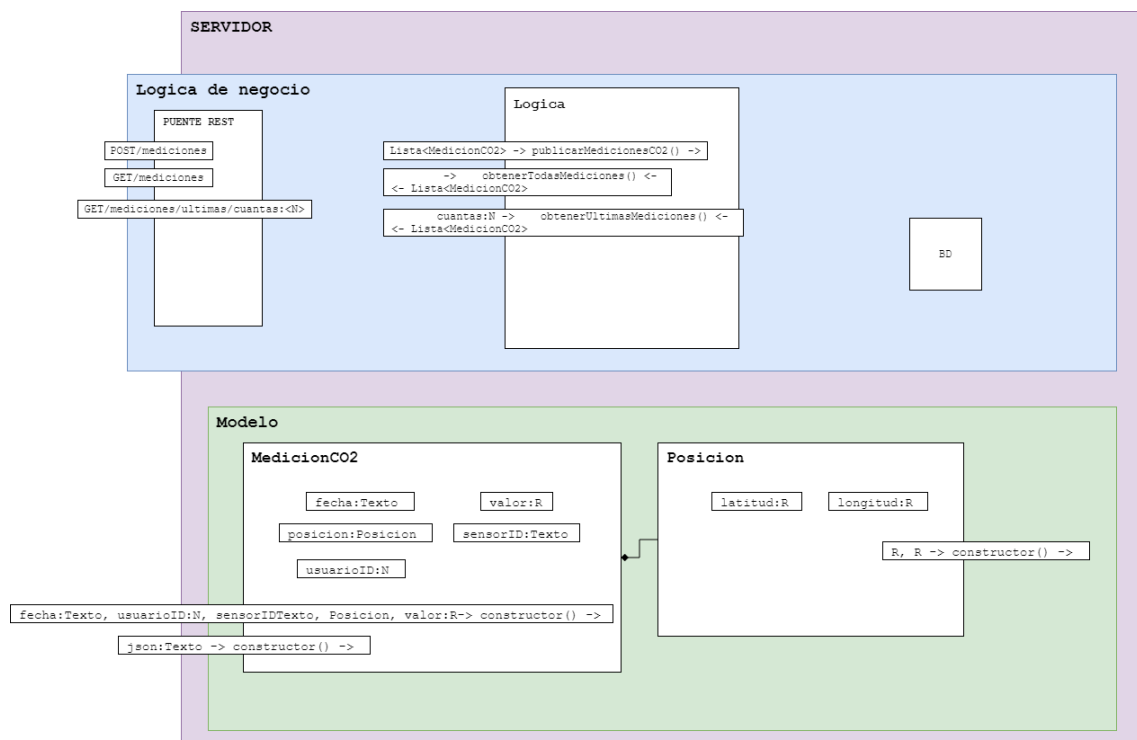 SERVIDOR
Logica de negocio
PUENTE REST
POST/mediciones
GET/mediciones
GET/mediciones/ultimas/cuantas:<N>
Logica
Lista<MedicionCO2> -> publicarMedicionesCO2() ->
-> obtenerTodasMediciones() <-
<- Lista<MedicionCO2>
cuantas:N -> obtenerUltimasMediciones() <-
<- Lista<MedicionCO2>
BD
Modelo
MedicionCO2
fecha:Texto
valor:R
posicion:Posicion
sensorID:Texto
usuarioID:N
fecha:Texto, usuarioID:N, sensorIDTexto, Posicion, valor:R-> constructor() ->
json:Texto -> constructor() ->
Posicion
latitud:R
longitud:R
R, R -> constructor() ->